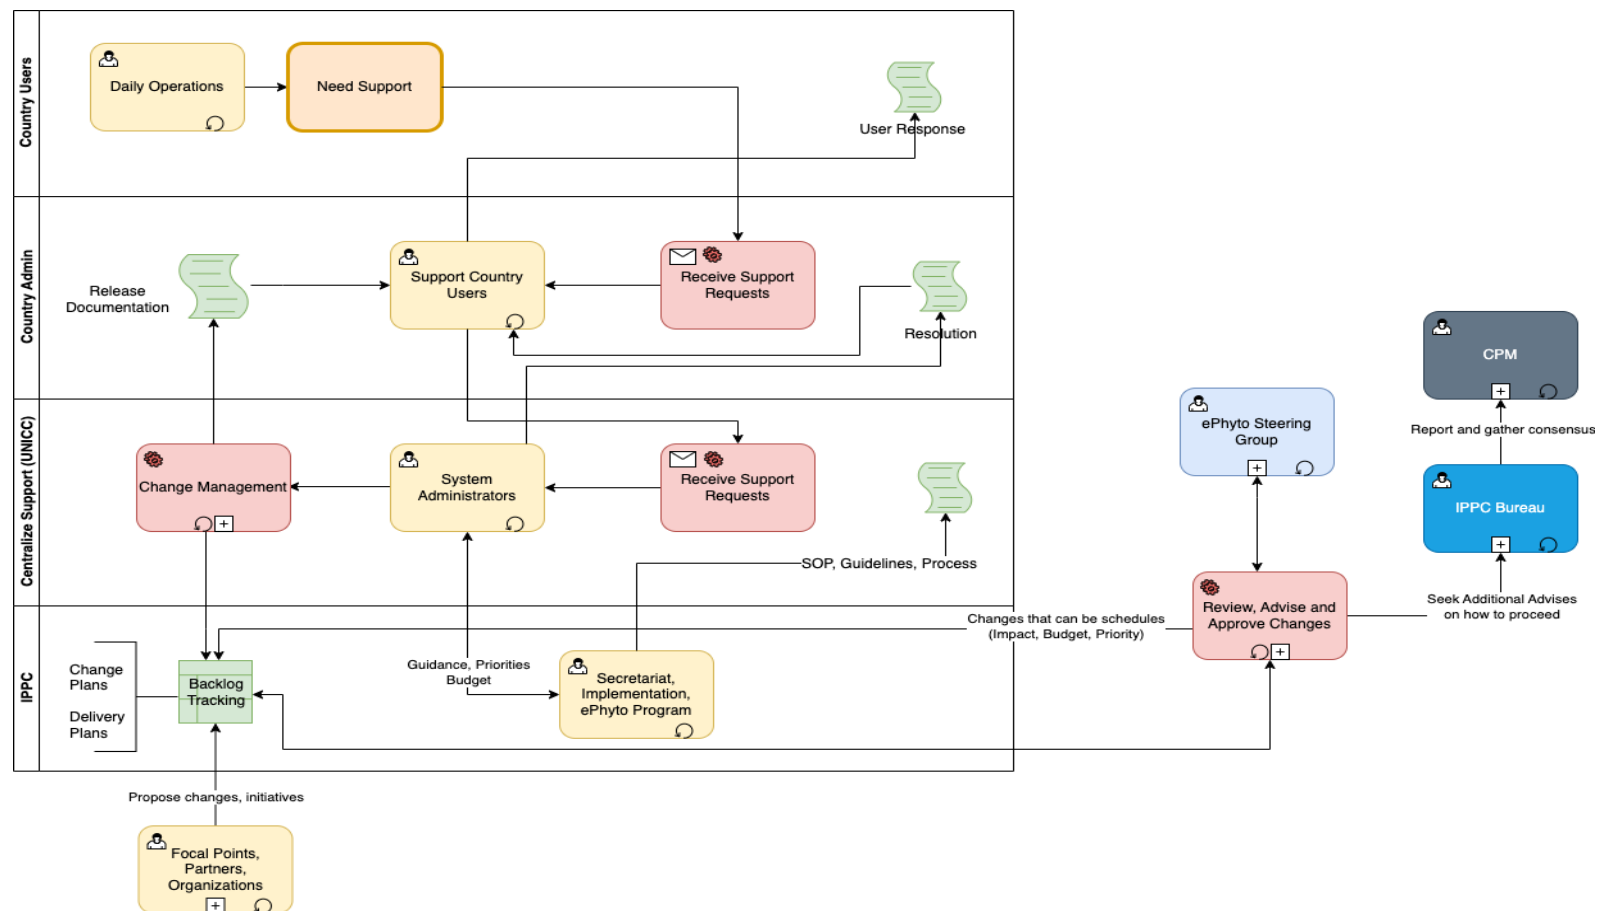 Country Users
Daily Operations
Need Support
User Response
Country Admin
Release
Documentation
Support Country
Users
Receive Support
Requests
Resolution
Centralize Support (UNICC)
Change Management
System
Administrators
Receive Support
Requests
SOP, Guidelines, Process
IPPC
Change
Plans
Delivery
Plans
Backlog
Tracking
Guidance, Priorities
Budget
Secretariat,
Implementation,
ePhyto Program
Changes that can be schedules
(Impact, Budget, Priority)
Propose changes, initiatives
Focal Points,
Partners,
Organizations
ePhyto Steering
Group
Review, Advise and
Approve Changes
CPM
Report and gather consensus
IPPC Bureau
Seek Additional Advises
on how to proceed